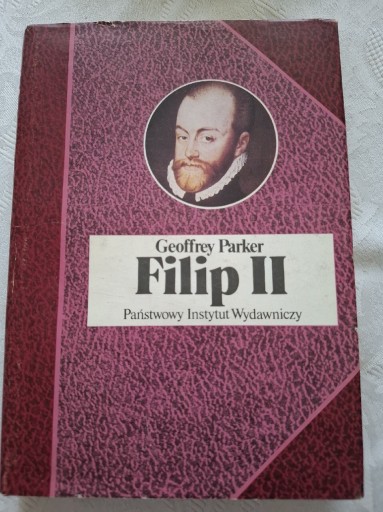 Geoffrey Parker
Filip II
Państwowy Instytut Wydawniczy